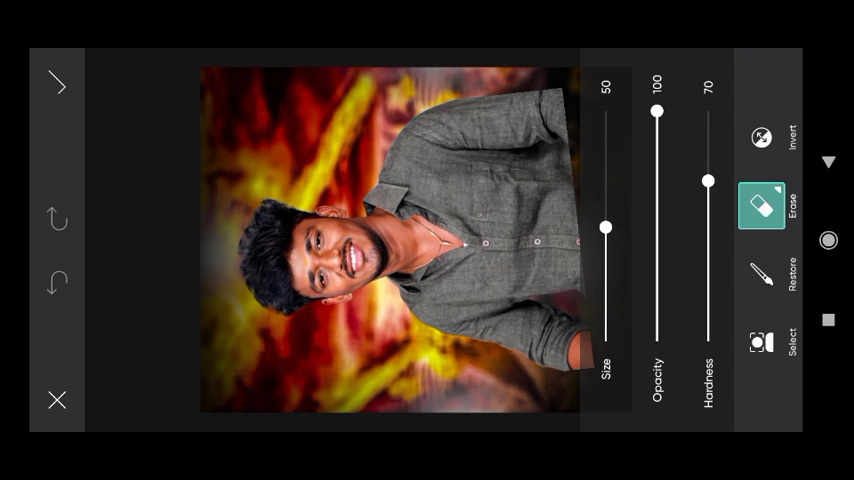 Size 50
Opacity 100
Hardness 70
Select
Restore
Erase
Invert